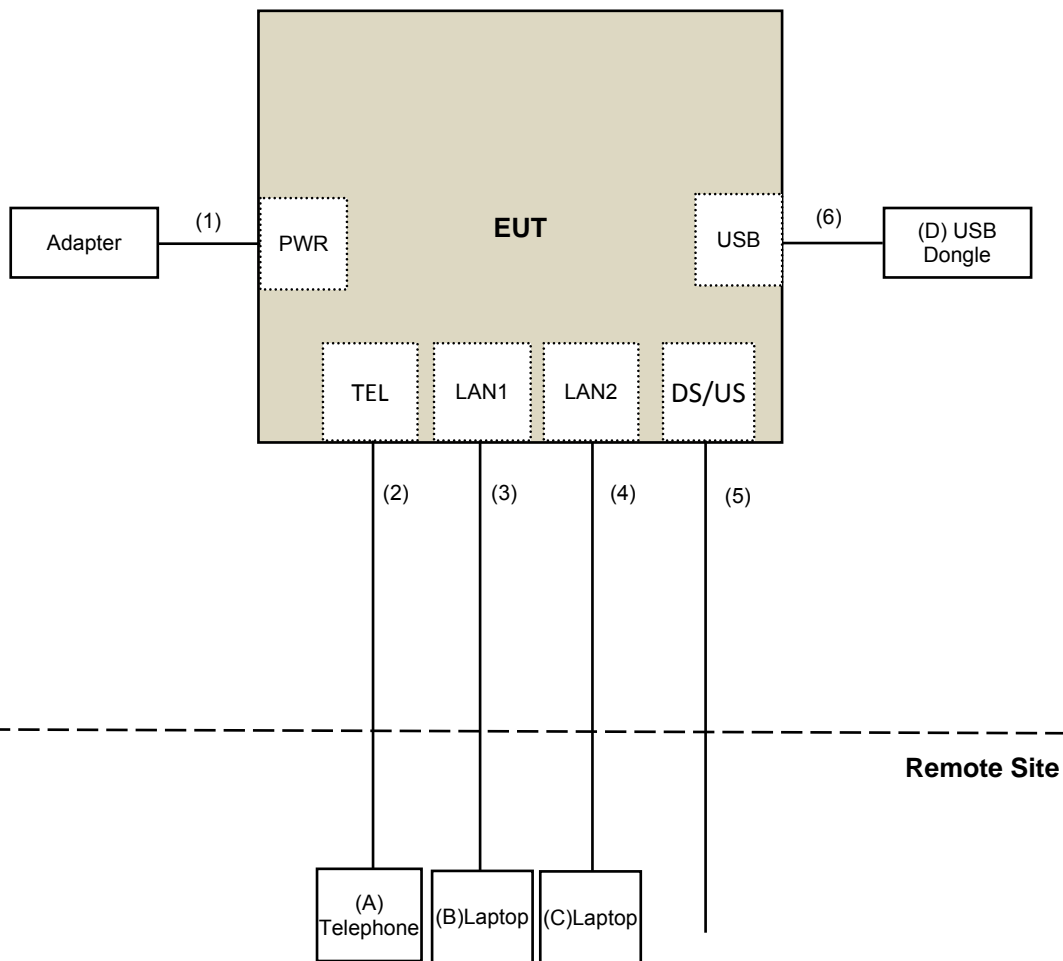 (1)
(6)
Adapter
PWR
EUT
USB
(D) USB
Dongle
TEL
LAN1
LAN2
DS/US
(2)
(3)
(4)
(5)
Remote Site
(A)
Telephone
(B)Laptop
(C)Laptop